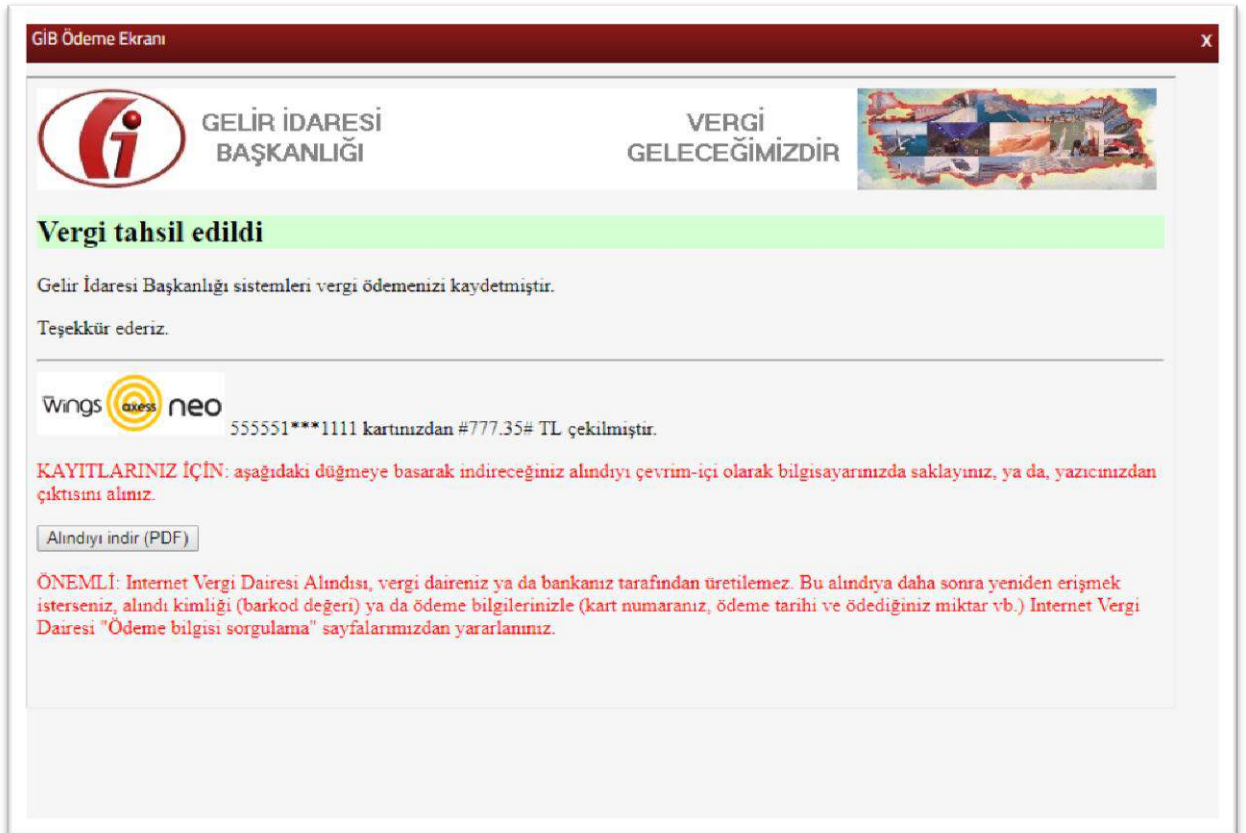 GİB Ödeme Ekranı
X
GELİR İDARESİ
BAŞKANLIĞI
VERGİ
GELECEĞİMİZDİR
Vergi tahsil edildi
Gelir İdaresi Başkanlığı sistemleri vergi ödemenizi kaydetmiştir.
Teşekkür ederiz.
Wings axess neo
555551***1111 kartınızdan #777.35# TL çekilmiştir.
KAYITLARINIZ İÇİN: aşağıdaki düğmeye basarak indireceğiniz alındıyı çevrim-içi olarak bilgisayarınızda saklayınız, ya da, yazıcınızdan
çıktısını alınız.
Alındıyı indir (PDF)
ÖNEMLİ: Internet Vergi Dairesi Alındısı, vergi daireniz ya da bankanız tarafından üretilemez. Bu alındıya daha sonra yeniden erişmek
isterseniz, alındı kimliği (barkod değeri) ya da ödeme bilgilerinizle (kart numaranız, ödeme tarihi ve ödediğiniz miktar vb.) Internet Vergi
Dairesi "Ödeme bilgisi sorgulama" sayfalarımızdan yararlanınız.